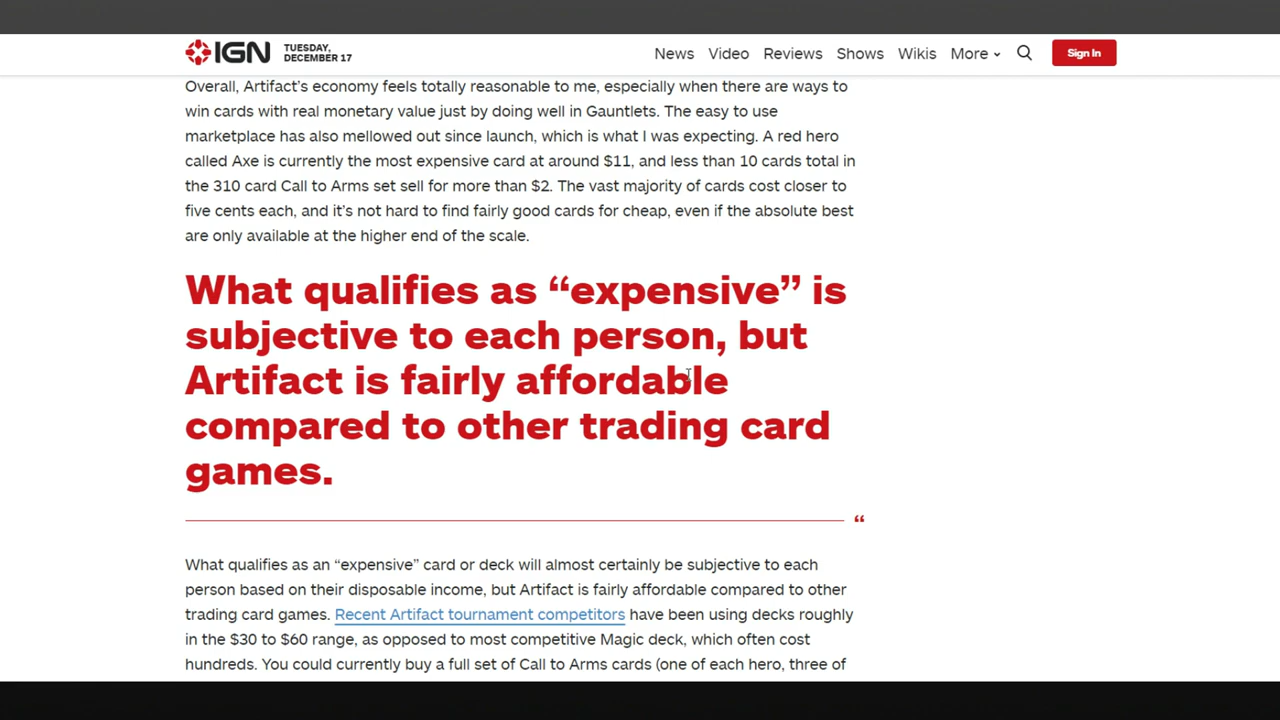 IGN
TUESDAY,
DECEMBER 17
News Video Reviews Shows Wikis More Sign In
Overall, Artifact’s economy feels totally reasonable to me, especially when there are ways to
win cards with real monetary value just by doing well in Gauntlets. The easy to use
marketplace has also mellowed out since launch, which is what I was expecting. A red hero
called Axe is currently the most expensive card at around $11, and less than 10 cards total in
the 310 card Call to Arms set sell for more than $2. The vast majority of cards cost closer to
five cents each, and it’s not hard to find fairly good cards for cheap, even if the absolute best
are only available at the higher end of the scale.
What qualifies as “expensive” is
subjective to each person, but
Artifact is fairly affordable
compared to other trading card
games.
“
What qualifies as an “expensive” card or deck will almost certainly be subjective to each
person based on their disposable income, but Artifact is fairly affordable compared to other
trading card games. Recent Artifact tournament competitors have been using decks roughly
in the $30 to $60 range, as opposed to most competitive Magic deck, which often cost
hundreds. You could currently buy a full set of Call to Arms cards (one of each hero, three of